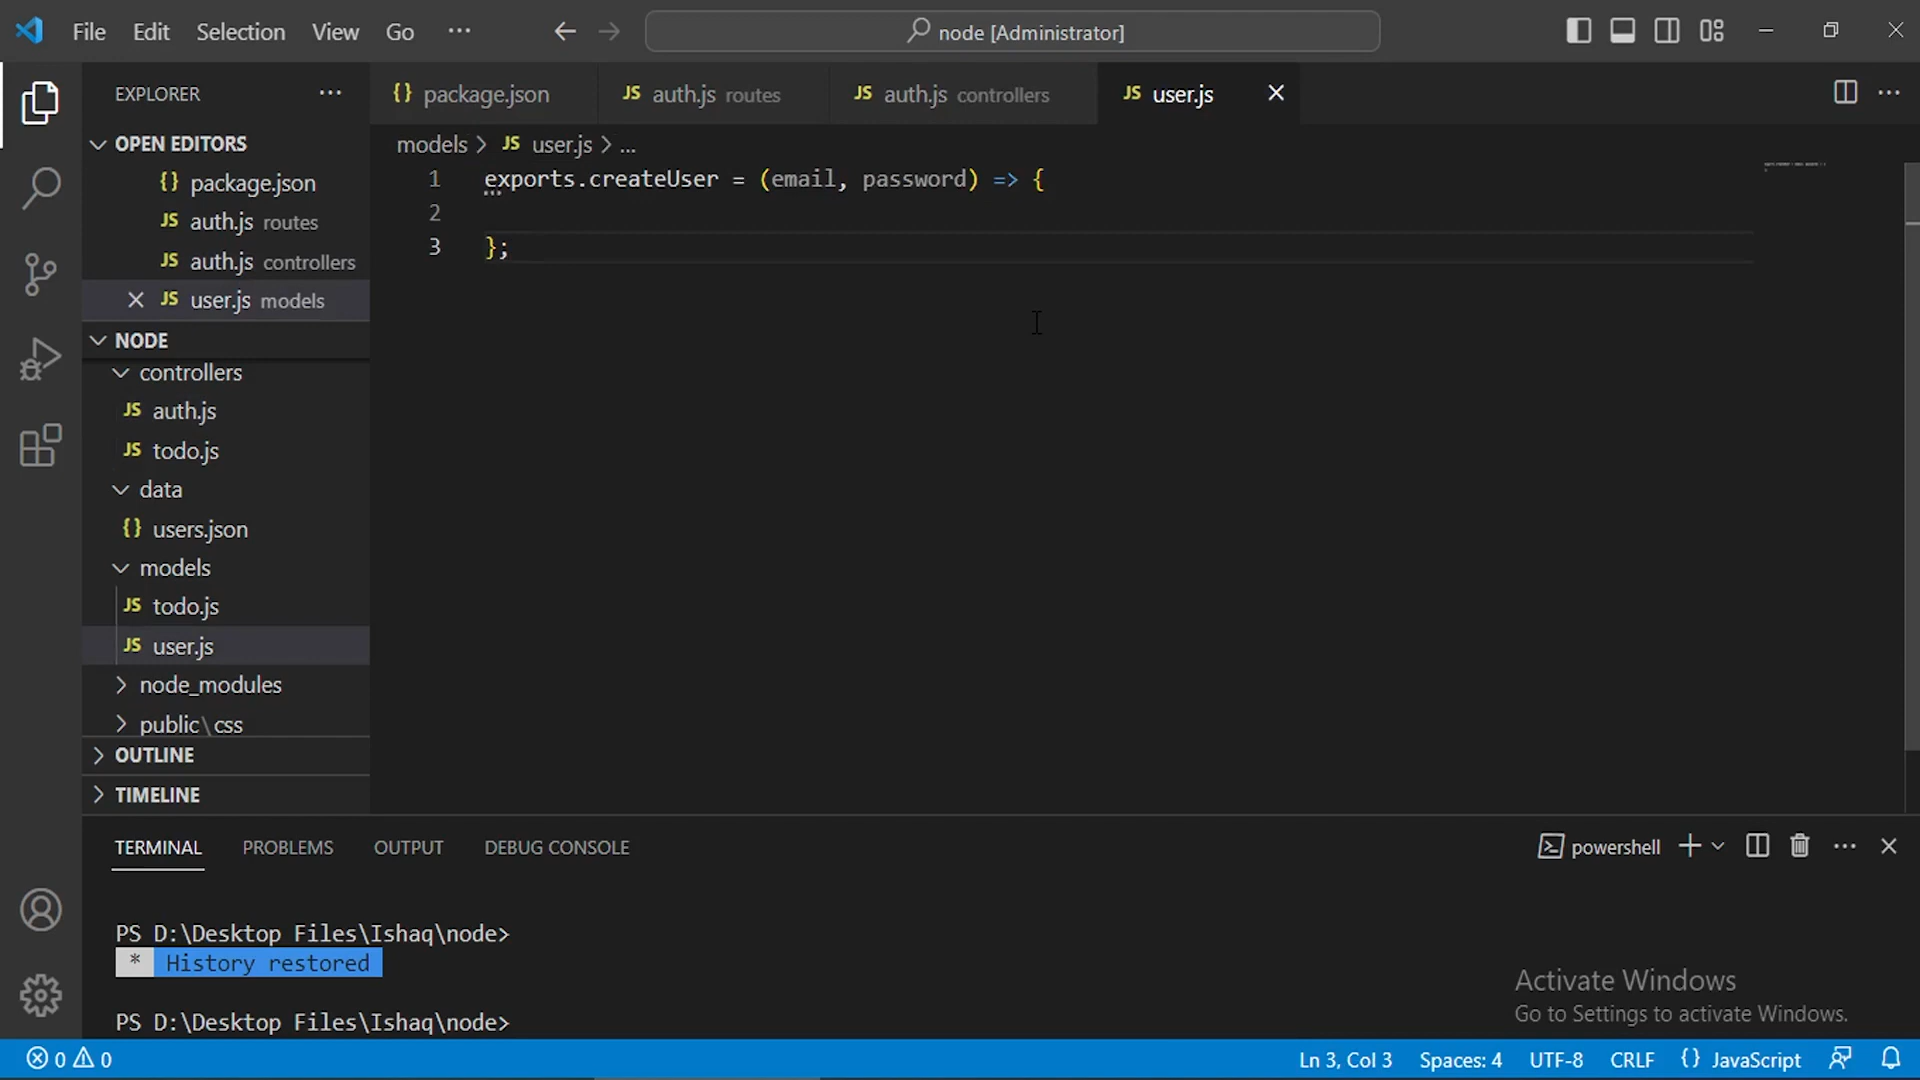 File Edit Selection View Go ···
node [Administrator]
EXPLORER ···
OPEN EDITORS
{} package.json
JS auth.js routes
JS auth.js controllers
JS user.js models
NODE
controllers
JS auth.js
JS todo.js
data
{} users.json
models
JS todo.js
JS user.js
node_modules
public\css
OUTLINE
TIMELINE
{} package.json JS auth.js routes JS auth.js controllers JS user.js
models > JS user.js > ...
1 exports.createUser = (email, password) => {
2
3 };
TERMINAL PROBLEMS OUTPUT DEBUG CONSOLE
powershell
PS D:\Desktop Files\Ishaq\node>
* History restored
PS D:\Desktop Files\Ishaq\node>
Activate Windows
Go to Settings to activate Windows.
0 0
Ln 3, Col 3 Spaces: 4 UTF-8 CRLF {} JavaScript